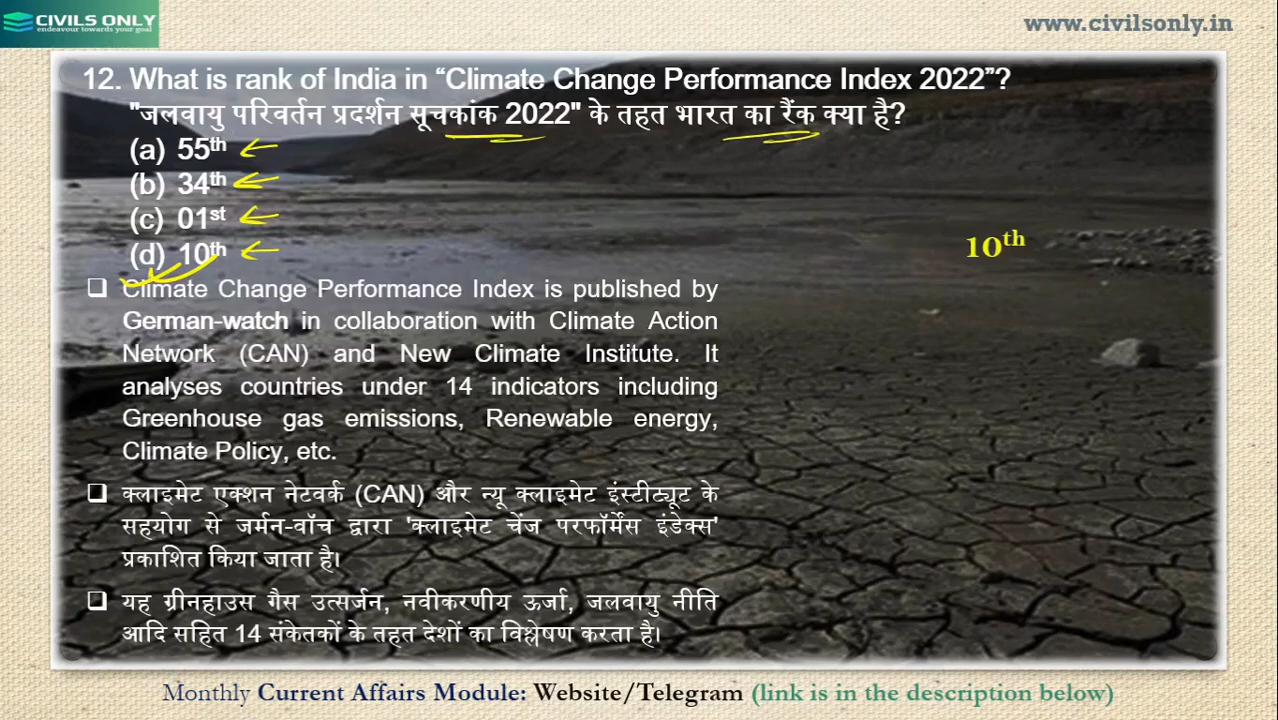 CIVILS ONLY
endeavour towards your goal
www.civilsonly.in
12. What is rank of India in “Climate Change Performance Index 2022”?
"जलवायु परिवर्तन प्रदर्शन सूचकांक 2022" के तहत भारत का रैंक क्या है?
(a) 55th
(b) 34th
(c) 01st
(d) 10th
10th
❑ Climate Change Performance Index is published by
German-watch in collaboration with Climate Action
Network (CAN) and New Climate Institute. It
analyses countries under 14 indicators including
Greenhouse gas emissions, Renewable energy,
Climate Policy, etc.
❑ क्लाइमेट एक्शन नेटवर्क (CAN) और न्यू क्लाइमेट इंस्टीट्यूट के
सहयोग से जर्मन-वॉच द्वारा 'क्लाइमेट चेंज परफॉर्मेंस इंडेक्स'
प्रकाशित किया जाता है।
❑ यह ग्रीनहाउस गैस उत्सर्जन, नवीकरणीय ऊर्जा, जलवायु नीति
आदि सहित 14 संकेतकों के तहत देशों का विश्लेषण करता है।
Monthly Current Affairs Module: Website/Telegram (link is in the description below)